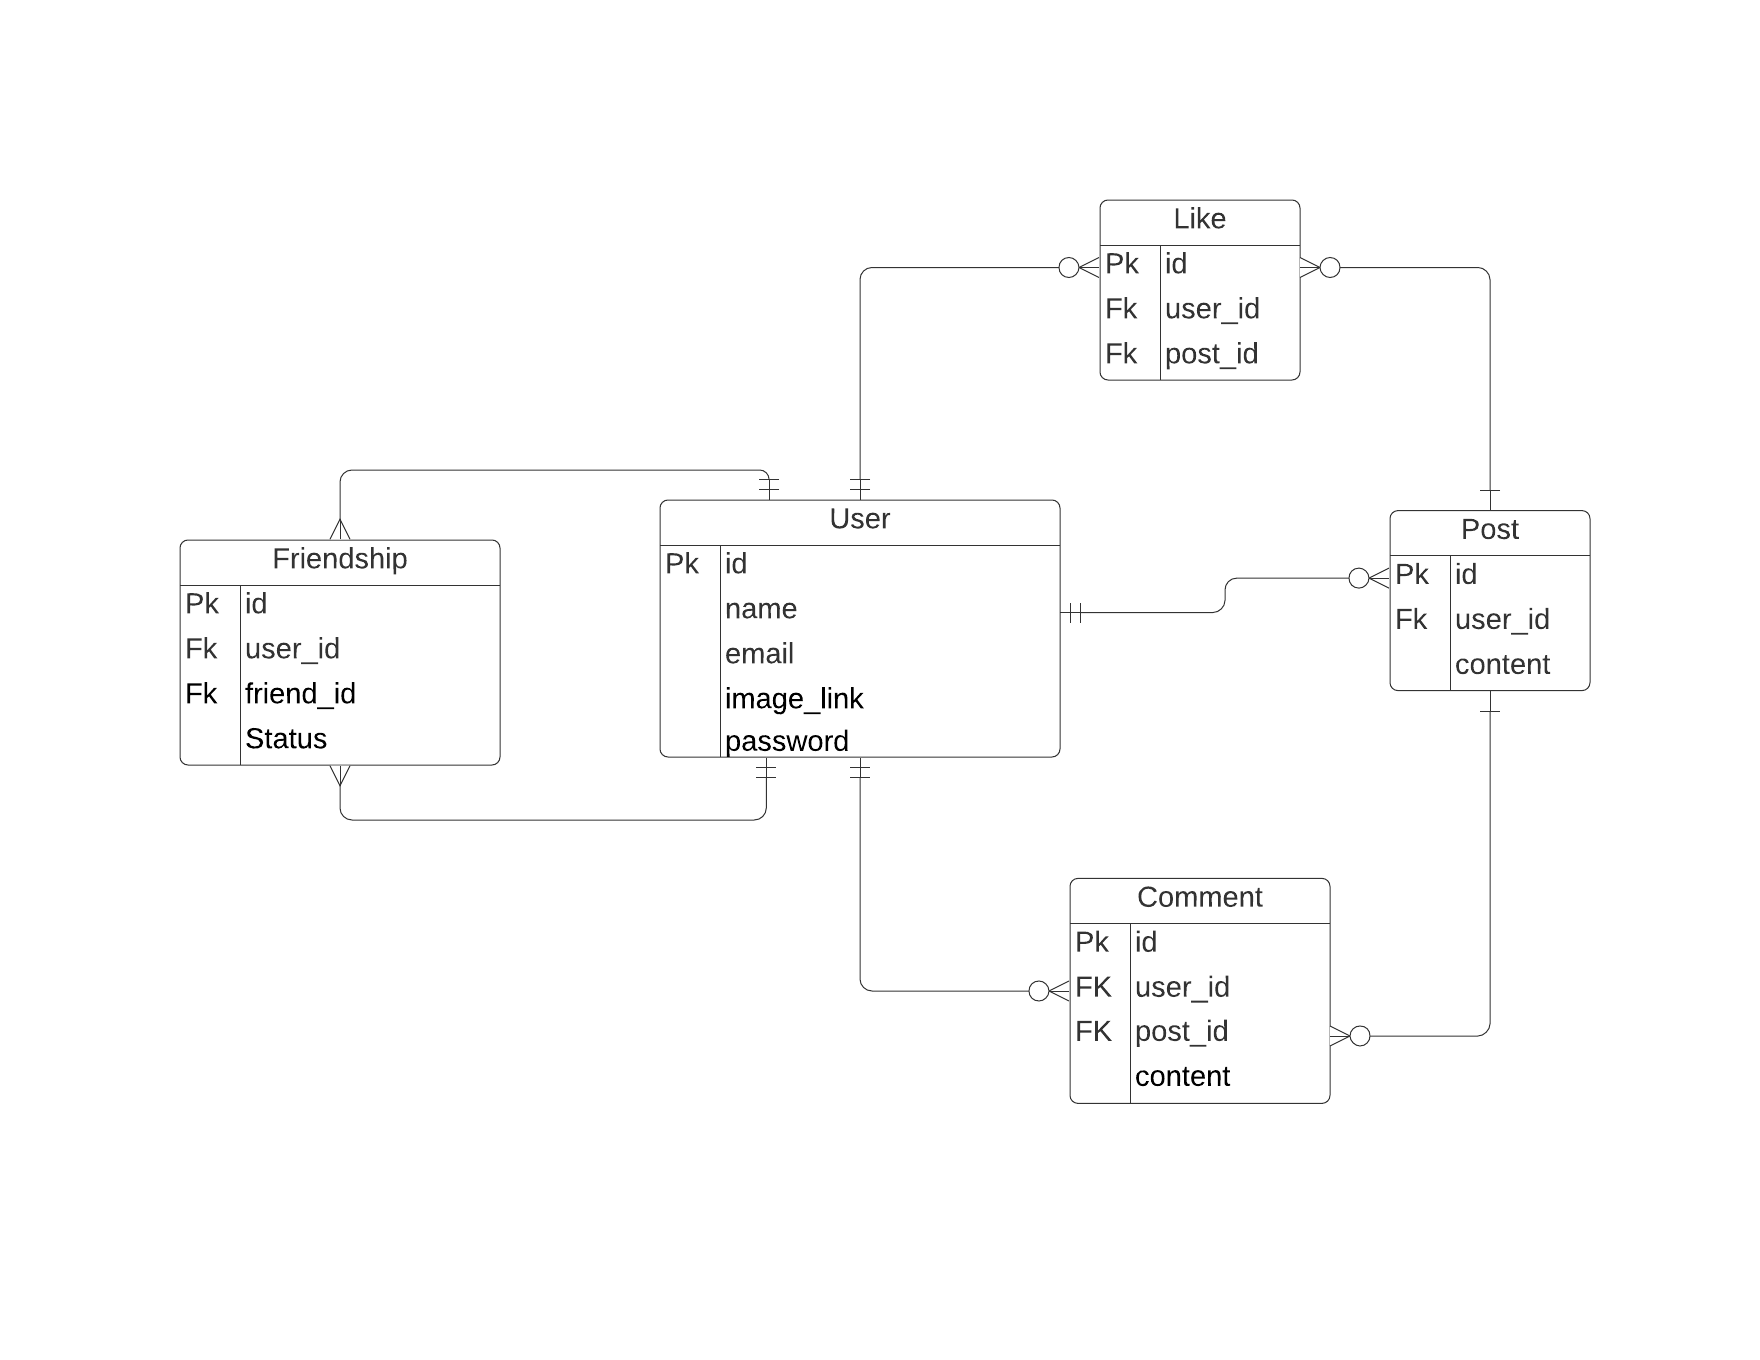 Like
Pk id
Fk user_id
Fk post_id
Friendship
Pk id
Fk user_id
Fk friend_id
Status
User
Pk id
name
email
image_link
password
Post
Pk id
Fk user_id
content
Comment
Pk id
FK user_id
FK post_id
content